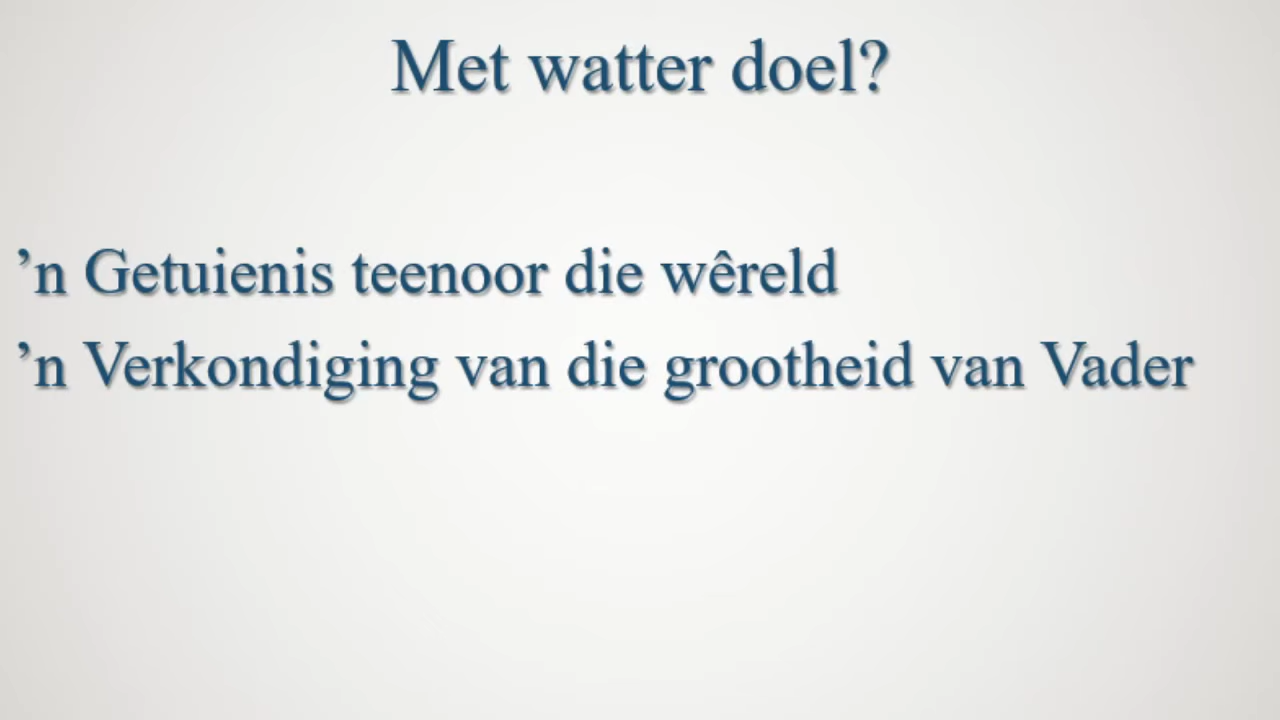 Met watter doel?
’n Getuienis teenoor die wêreld
’n Verkondiging van die grootheid van Vader